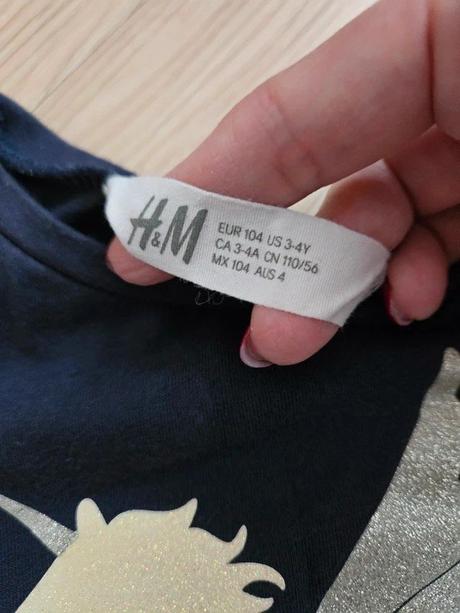 H&M
EUR 104 US 3-4Y
CA 3-4A CN 110/56
MX 104 AUS 4